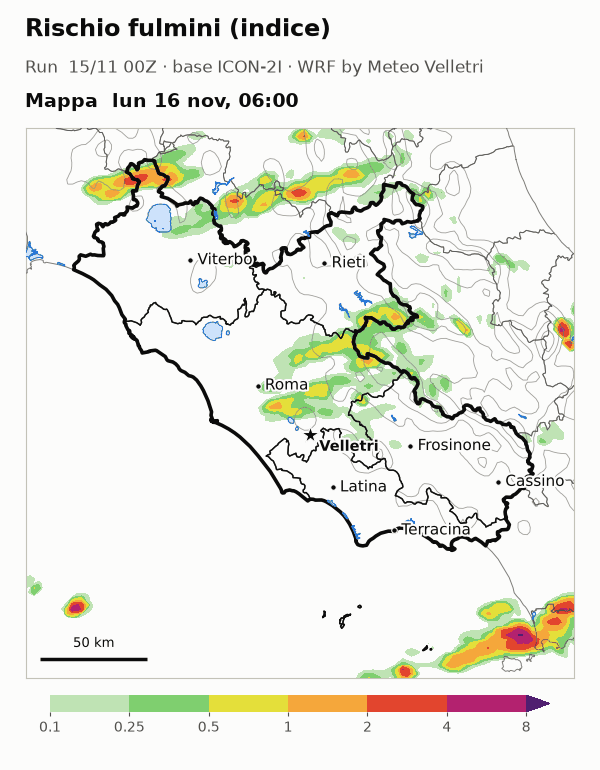 Rischio fulmini (indice)
Run  15/11 00Z · base ICON-2I · WRF by Meteo Velletri
Mappa  lun 16 nov, 06:00
Viterbo
Rieti
Roma
Velletri
Frosinone
Cassino
Latina
Terracina
50 km
0.1 0.25 0.5 1 2 4 8